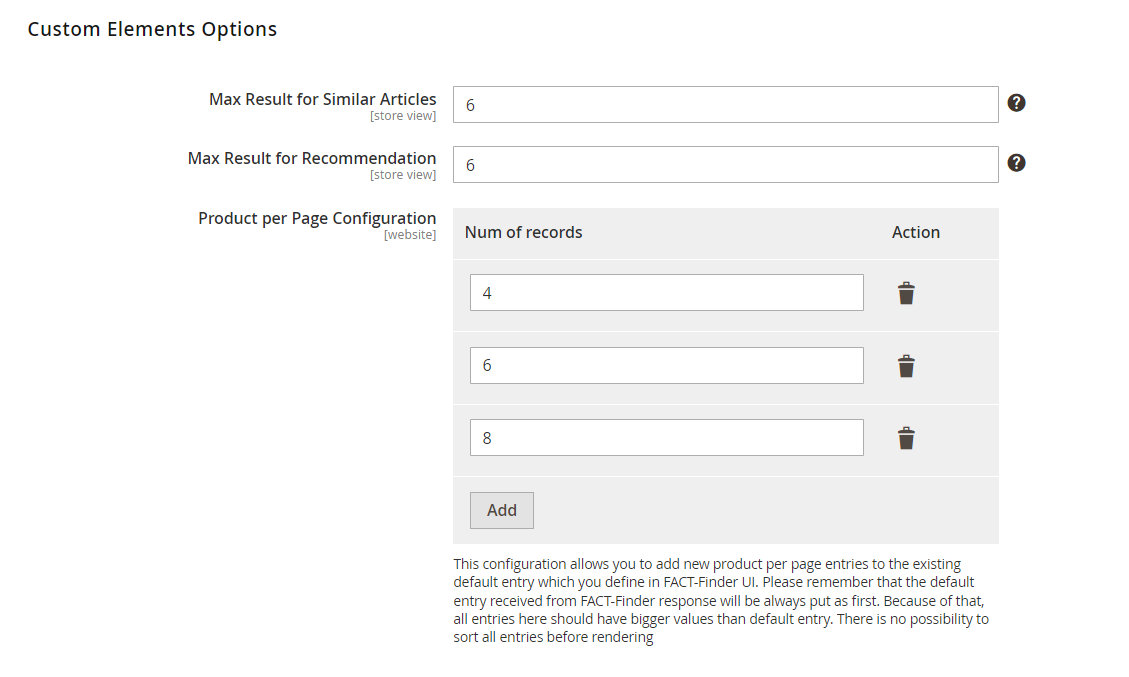 Custom Elements Options
Max Result for Similar Articles
[store view]
6
?
Max Result for Recommendation
[store view]
6
?
Product per Page Configuration
[website]
Num of records Action
4
6
8
Add
This configuration allows you to add new product per page entries to the existing
default entry which you define in FACT-Finder UI. Please remember that the default
entry received from FACT-Finder response will be always put as first. Because of that,
all entries here should have bigger values than default entry. There is no possibility to
sort all entries before rendering